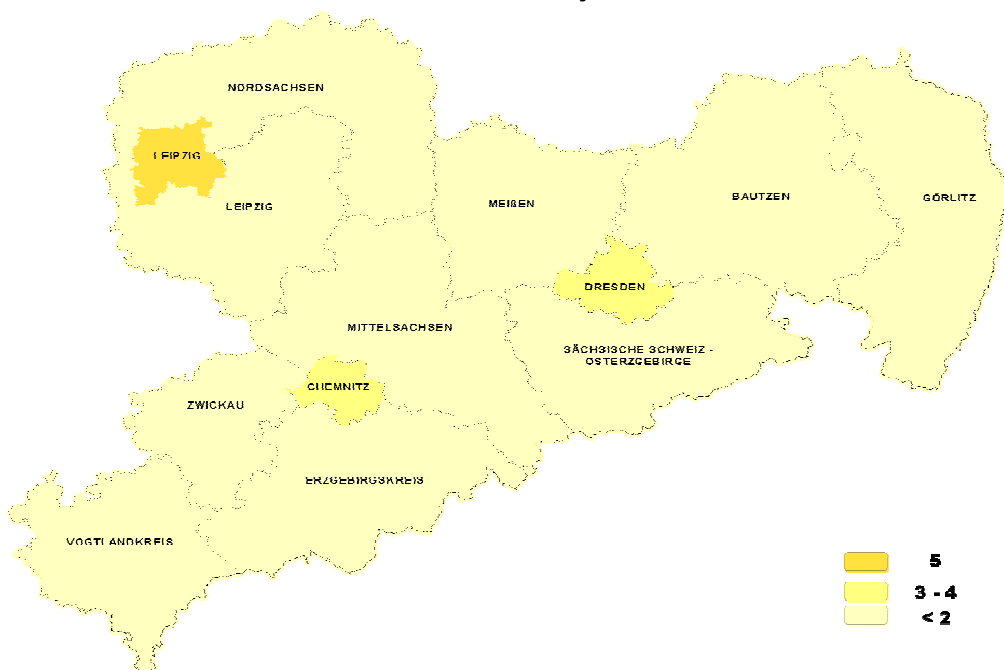 NORDSACHSEN
LEIPZIG
LEIPZIG
MEIßEN
BAUTZEN
GÖRLITZ
DRESDEN
MITTELSACHSEN
SÄCHSISCHE SCHWEIZ -
OSTERZGEBIRGE
CHEMNITZ
ZWICKAU
ERZGEBIRGSKREIS
VOGTLANDKREIS
5
3 - 4
< 2